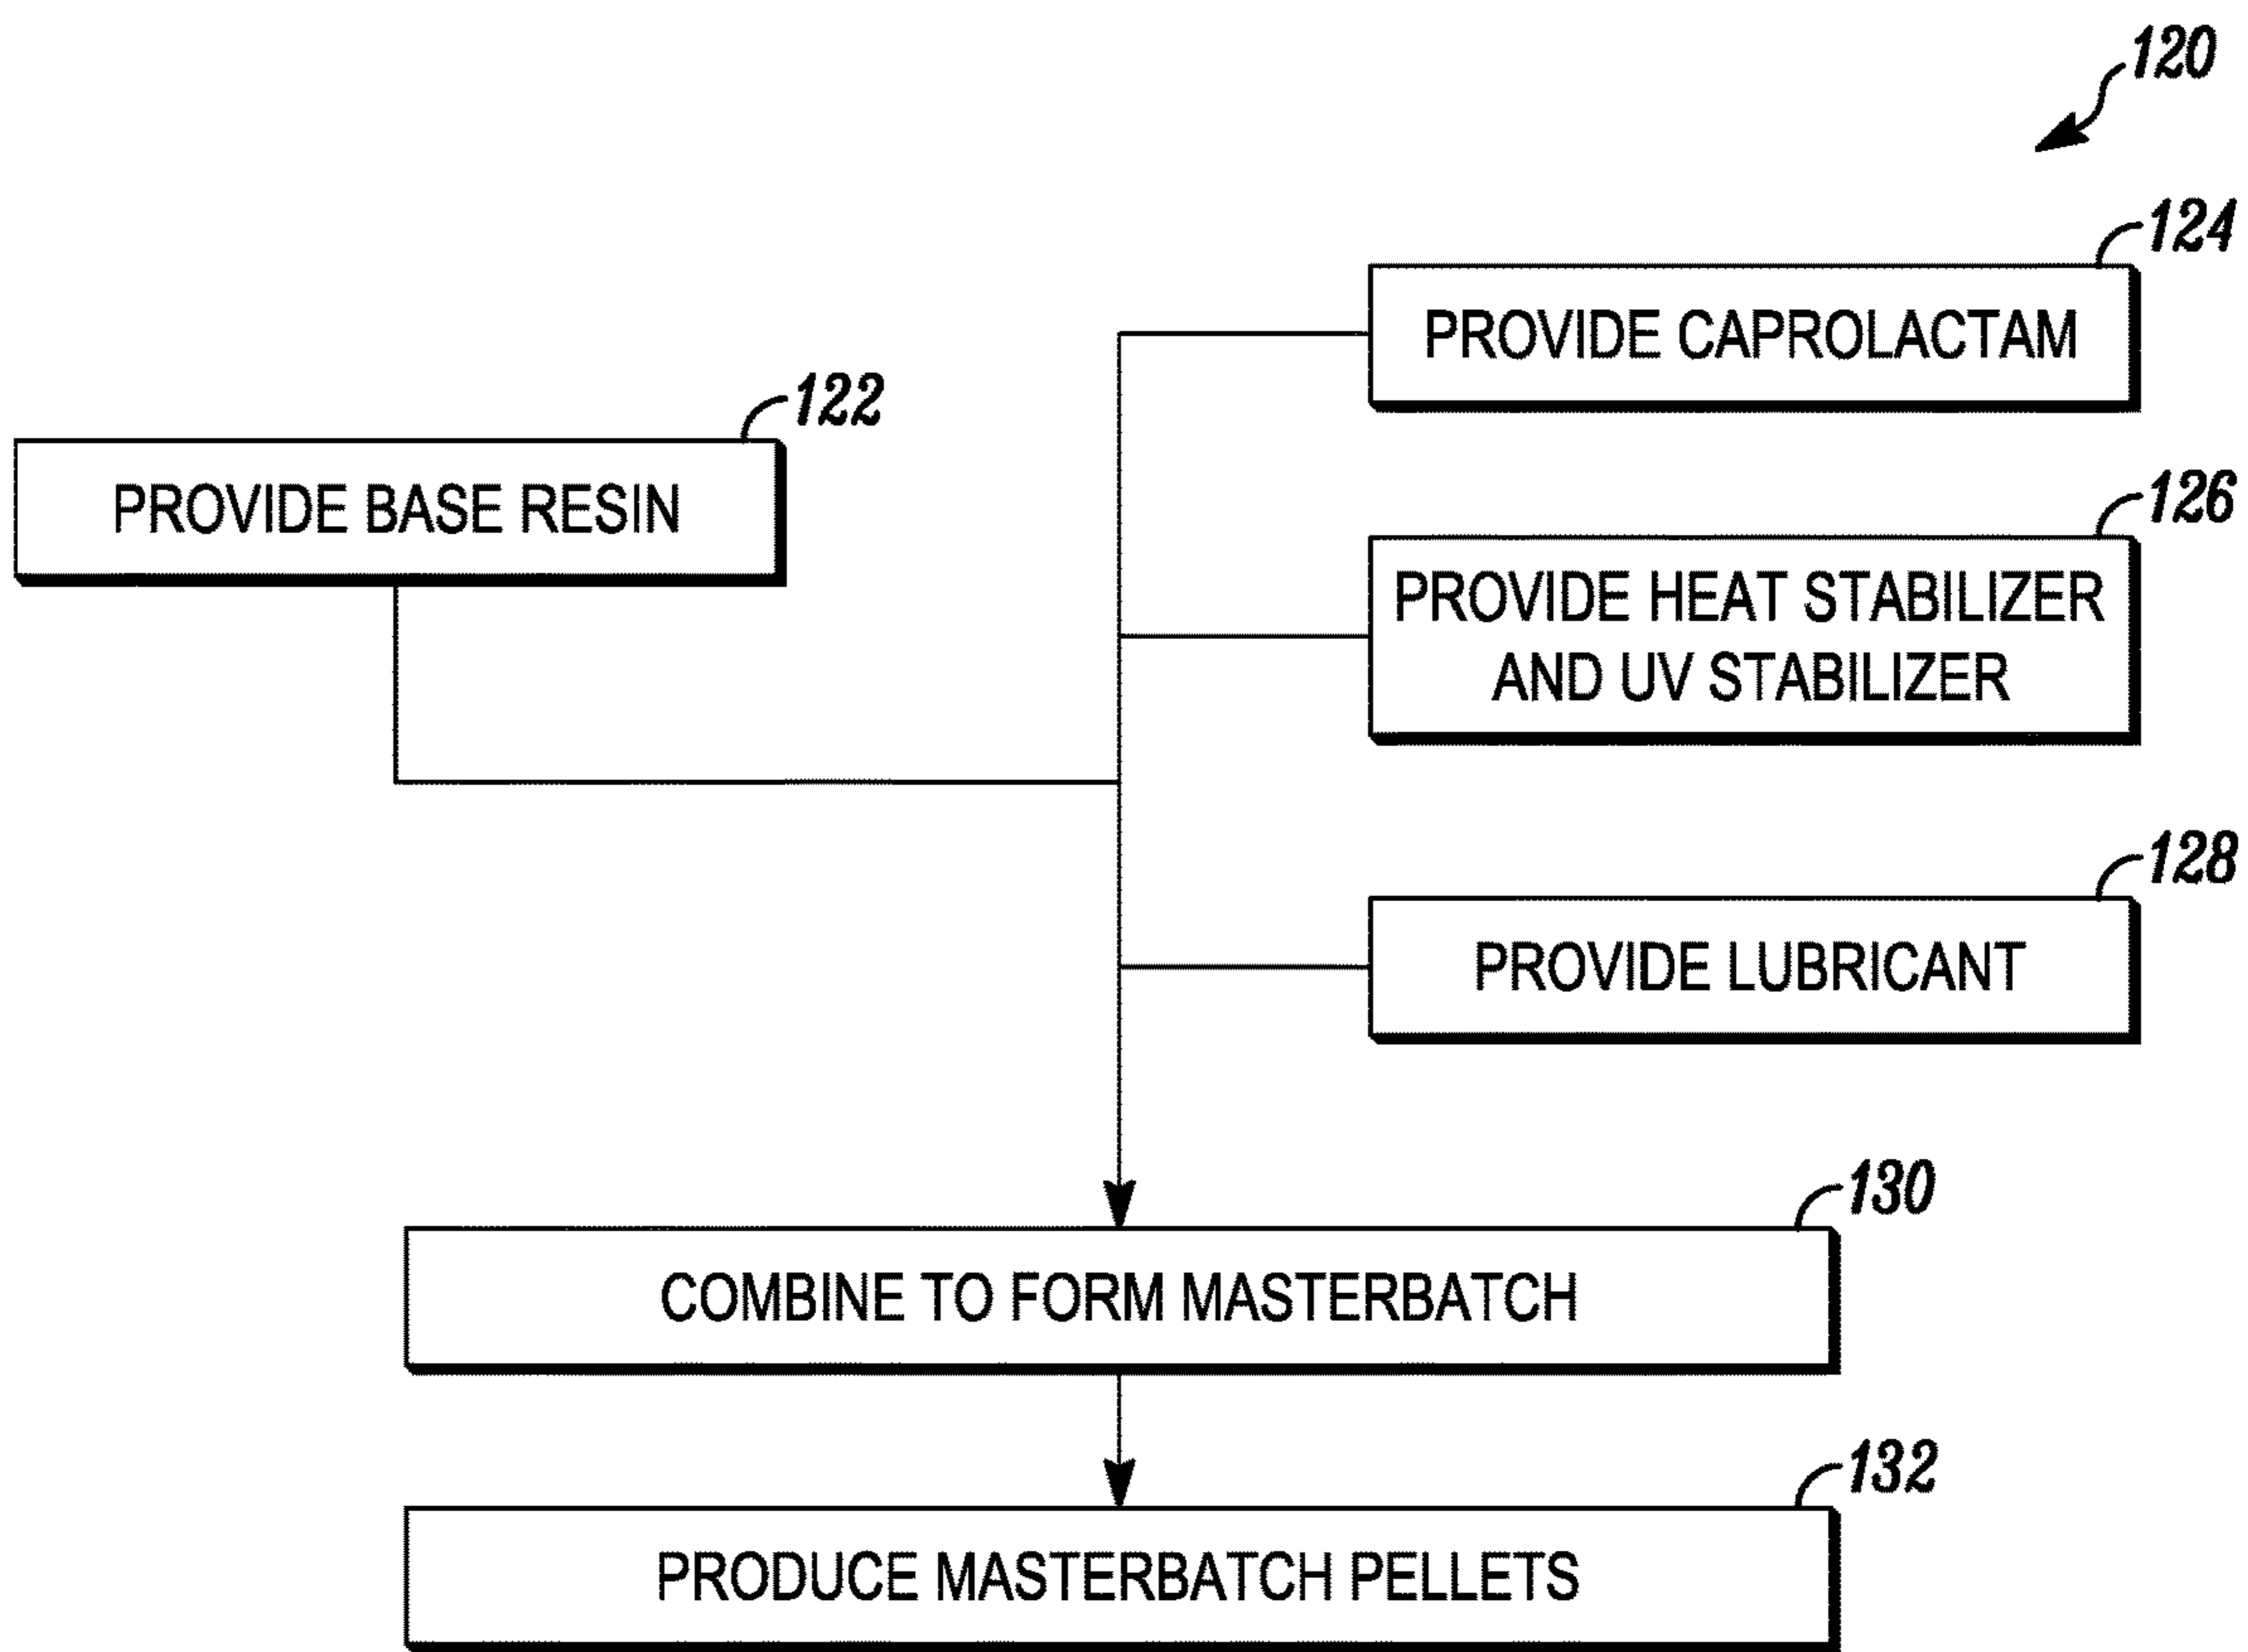 120
124
PROVIDE CAPROLACTAM
122
PROVIDE BASE RESIN
126
PROVIDE HEAT STABILIZER
AND UV STABILIZER
128
PROVIDE LUBRICANT
130
COMBINE TO FORM MASTERBATCH
132
PRODUCE MASTERBATCH PELLETS